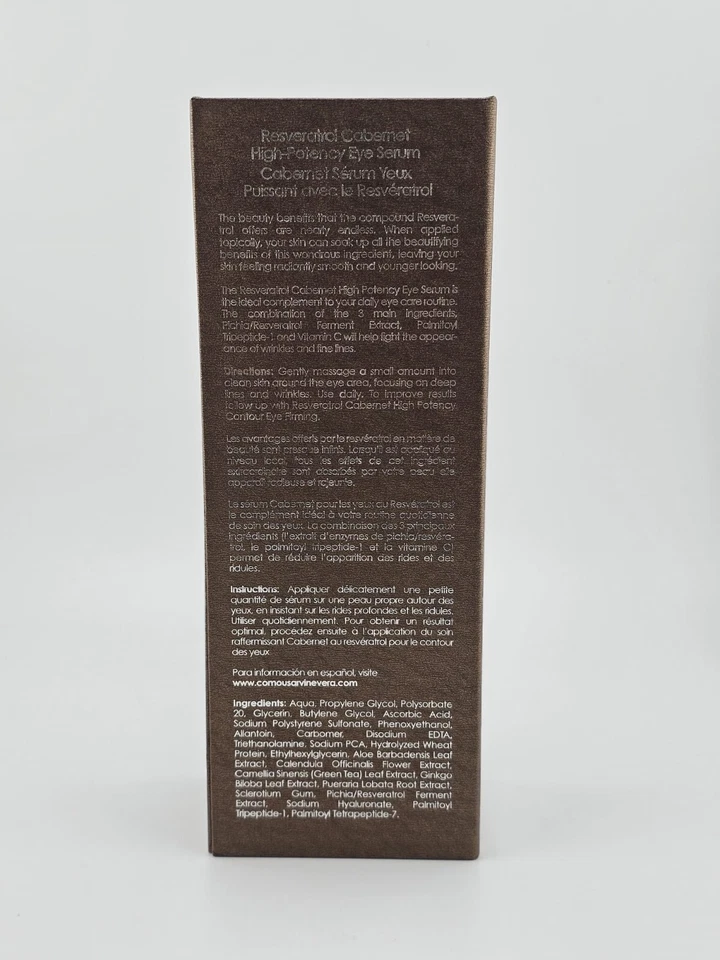 Resveratrol Cabernet
High-Potency Eye Serum
Cabernet Sérum Yeux
Puissant avec le Resvératrol
The beauty benefits that the compound Resvera-
trol offers are nearly endless. When applied
topically, your skin can soak up all the beautifying
benefits of this wondrous ingredient, leaving your
skin feeling radiantly smooth and younger looking.
The Resveratrol Cabernet High Potency Eye Serum is
the ideal complement to your daily eye care routine.
The combination of the 3 main ingredients,
Pichia/Resveratrol Ferment Extract, Palmitoyl
Tripeptide-1 and Vitamin C will help fight the appear-
ance of wrinkles and fine lines.
Directions: Gently massage a small amount into
clean skin around the eye area, focusing on deep
lines and wrinkles. Use daily. To improve results
follow up with Resveratrol Cabernet High Potency
Contour Eye Firming.
Les avantages offerts par le resvératrol en matière de
beauté sont presque infinis. Lorsqu'il est appliqué au
niveau local, tous les effets de cet ingrédient
extraordinaire sont absorbés par votre peau elle
apparaît radieuse et rajeunie.
Le sérum Cabernet pour les yeux au Resvératrol est
le complément idéal à votre routine quotidienne
de soin des yeux. La combinaison des 3 principaux
ingrédients (l'extrait d'enzymes de pichia/resvéra-
trol, le palmitoyl tripeptide-1 et la vitamine C)
permet de réduire l'apparition des rides et des
ridules.
Instructions: Appliquer délicatement une petite
quantité de sérum sur une peau propre autour des
yeux, en insistant sur les rides profondes et les ridules.
Utiliser quotidiennement. Pour obtenir un résultat
optimal, procédez ensuite à l'application du soin
raffermissant Cabernet au resvératrol pour le contour
des yeux
Para información en español, visite
www.comousarvinevera.com
Ingredients: Aqua, Propylene Glycol, Polysorbate
20, Glycerin, Butylene Glycol, Ascorbic Acid,
Sodium Polystyrene Sulfonate, Phenoxyethanol,
Allantoin, Carbomer, Disodium EDTA,
Triethanolamine, Sodium PCA, Hydrolyzed Wheat
Protein, Ethylhexylglycerin, Aloe Barbadensis Leaf
Extract, Calendula Officinalis Flower Extract,
Camellia Sinensis (Green Tea) Leaf Extract, Ginkgo
Biloba Leaf Extract, Pueraria Lobata Root Extract,
Sclerotium Gum, Pichia/Resveratrol Ferment
Extract, Sodium Hyaluronate, Palmitoyl
Tripeptide-1, Palmitoyl Tetrapeptide-7.